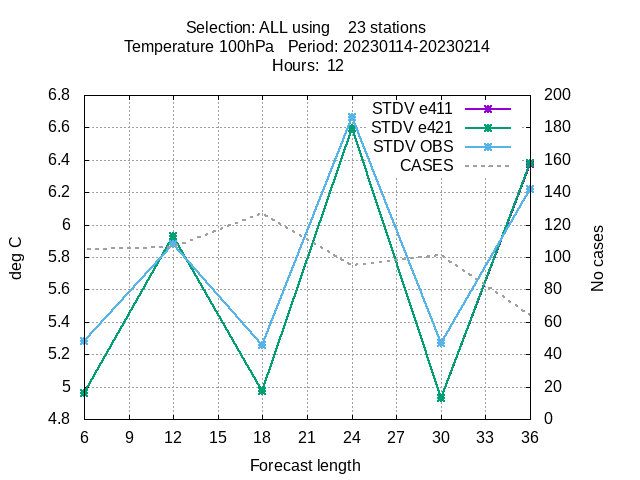 Selection: ALL using    23 stations
Temperature 100hPa   Period: 20230114-20230214
Hours:  12
6.8
6.6
6.4
6.2
6
5.8
5.6
5.4
5.2
5
4.8
deg C
STDV e411
STDV e421
STDV OBS
CASES
200
180
160
140
120
100
80
60
40
20
0
No cases
6 9 12 15 18 21 24 27 30 33 36
Forecast length